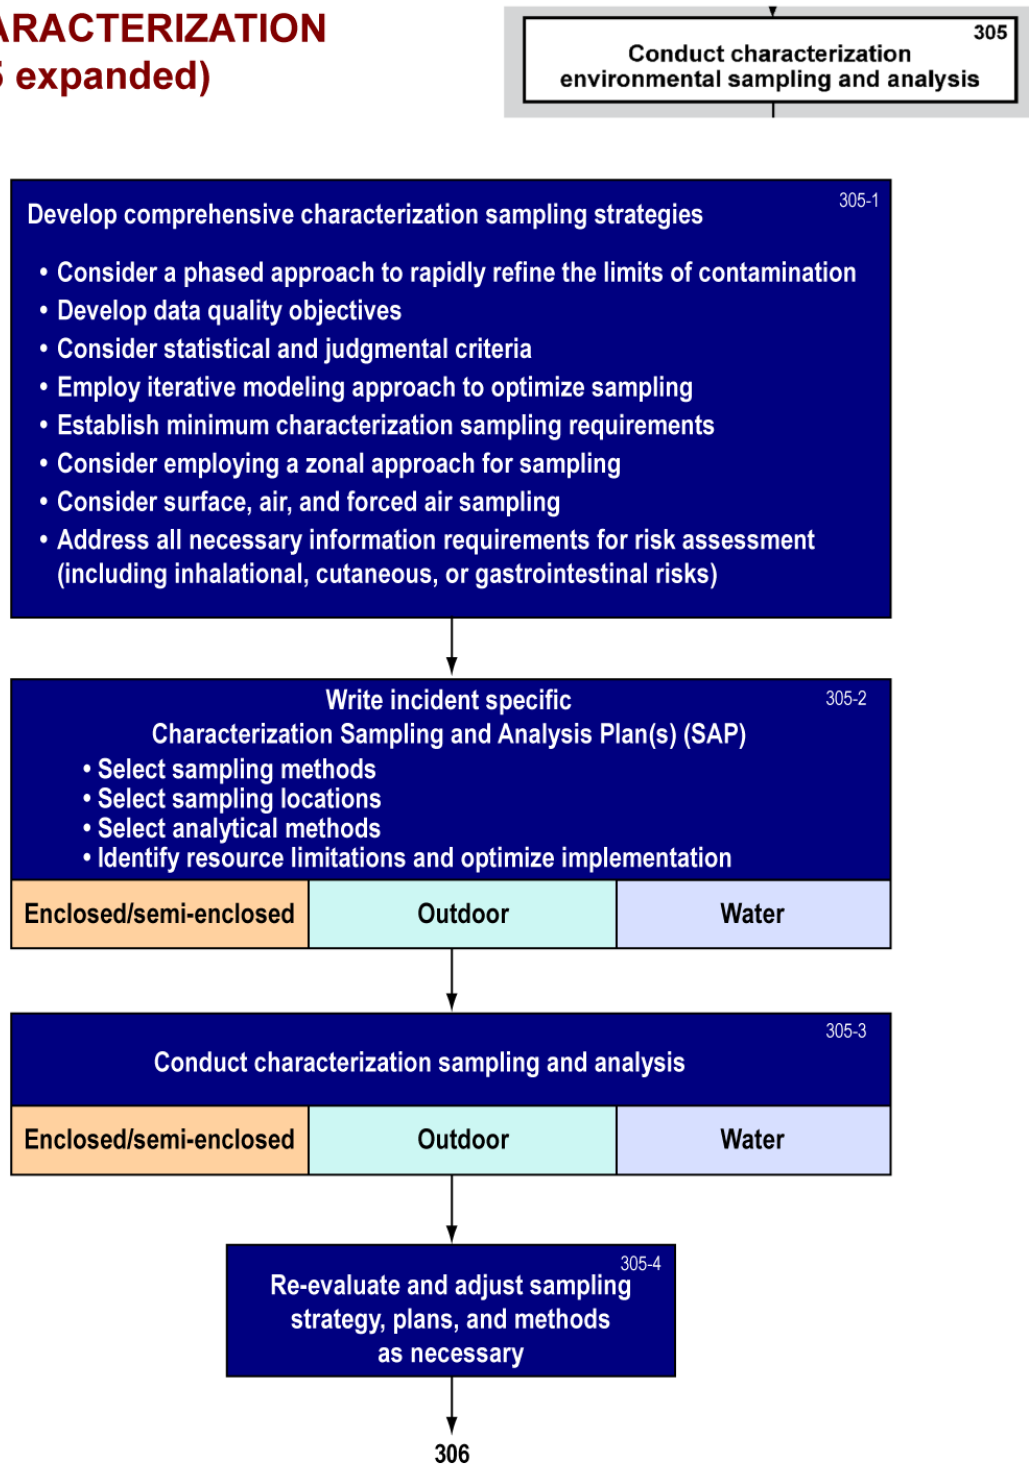 ARACTERIZATION
5 expanded)
305
Conduct characterization
environmental sampling and analysis
305-1
Develop comprehensive characterization sampling strategies
• Consider a phased approach to rapidly refine the limits of contamination
• Develop data quality objectives
• Consider statistical and judgmental criteria
• Employ iterative modeling approach to optimize sampling
• Establish minimum characterization sampling requirements
• Consider employing a zonal approach for sampling
• Consider surface, air, and forced air sampling
• Address all necessary information requirements for risk assessment
(including inhalational, cutaneous, or gastrointestinal risks)
305-2
Write incident specific
Characterization Sampling and Analysis Plan(s) (SAP)
• Select sampling methods
• Select sampling locations
• Select analytical methods
• Identify resource limitations and optimize implementation
Enclosed/semi-enclosed Outdoor Water
305-3
Conduct characterization sampling and analysis
Enclosed/semi-enclosed Outdoor Water
305-4
Re-evaluate and adjust sampling
strategy, plans, and methods
as necessary
306